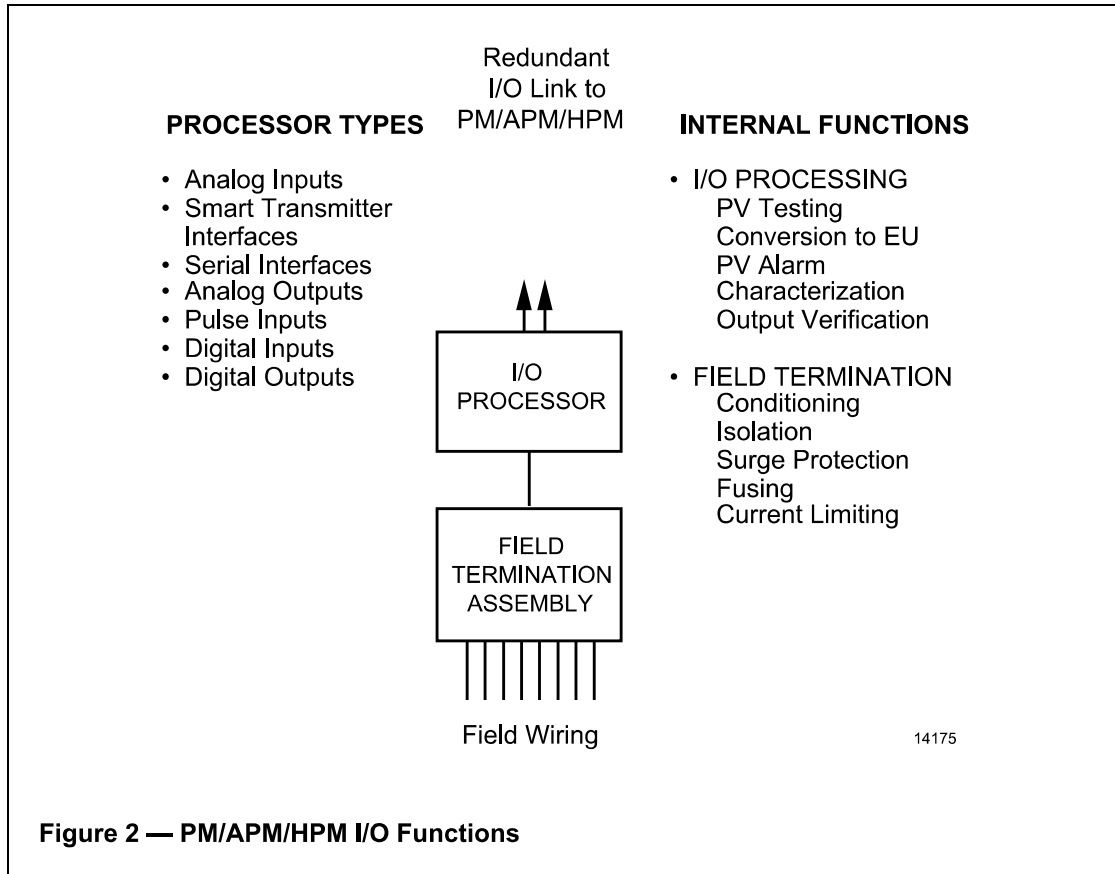 Redundant
I/O Link to
PM/APM/HPM
PROCESSOR TYPES
• Analog Inputs
• Smart Transmitter
Interfaces
• Serial Interfaces
• Analog Outputs
• Pulse Inputs
• Digital Inputs
• Digital Outputs
I/O
PROCESSOR
FIELD
TERMINATION
ASSEMBLY
Field Wiring
INTERNAL FUNCTIONS
• I/O PROCESSING
PV Testing
Conversion to EU
PV Alarm
Characterization
Output Verification
• FIELD TERMINATION
Conditioning
Isolation
Surge Protection
Fusing
Current Limiting
14175
Figure 2 — PM/APM/HPM I/O Functions